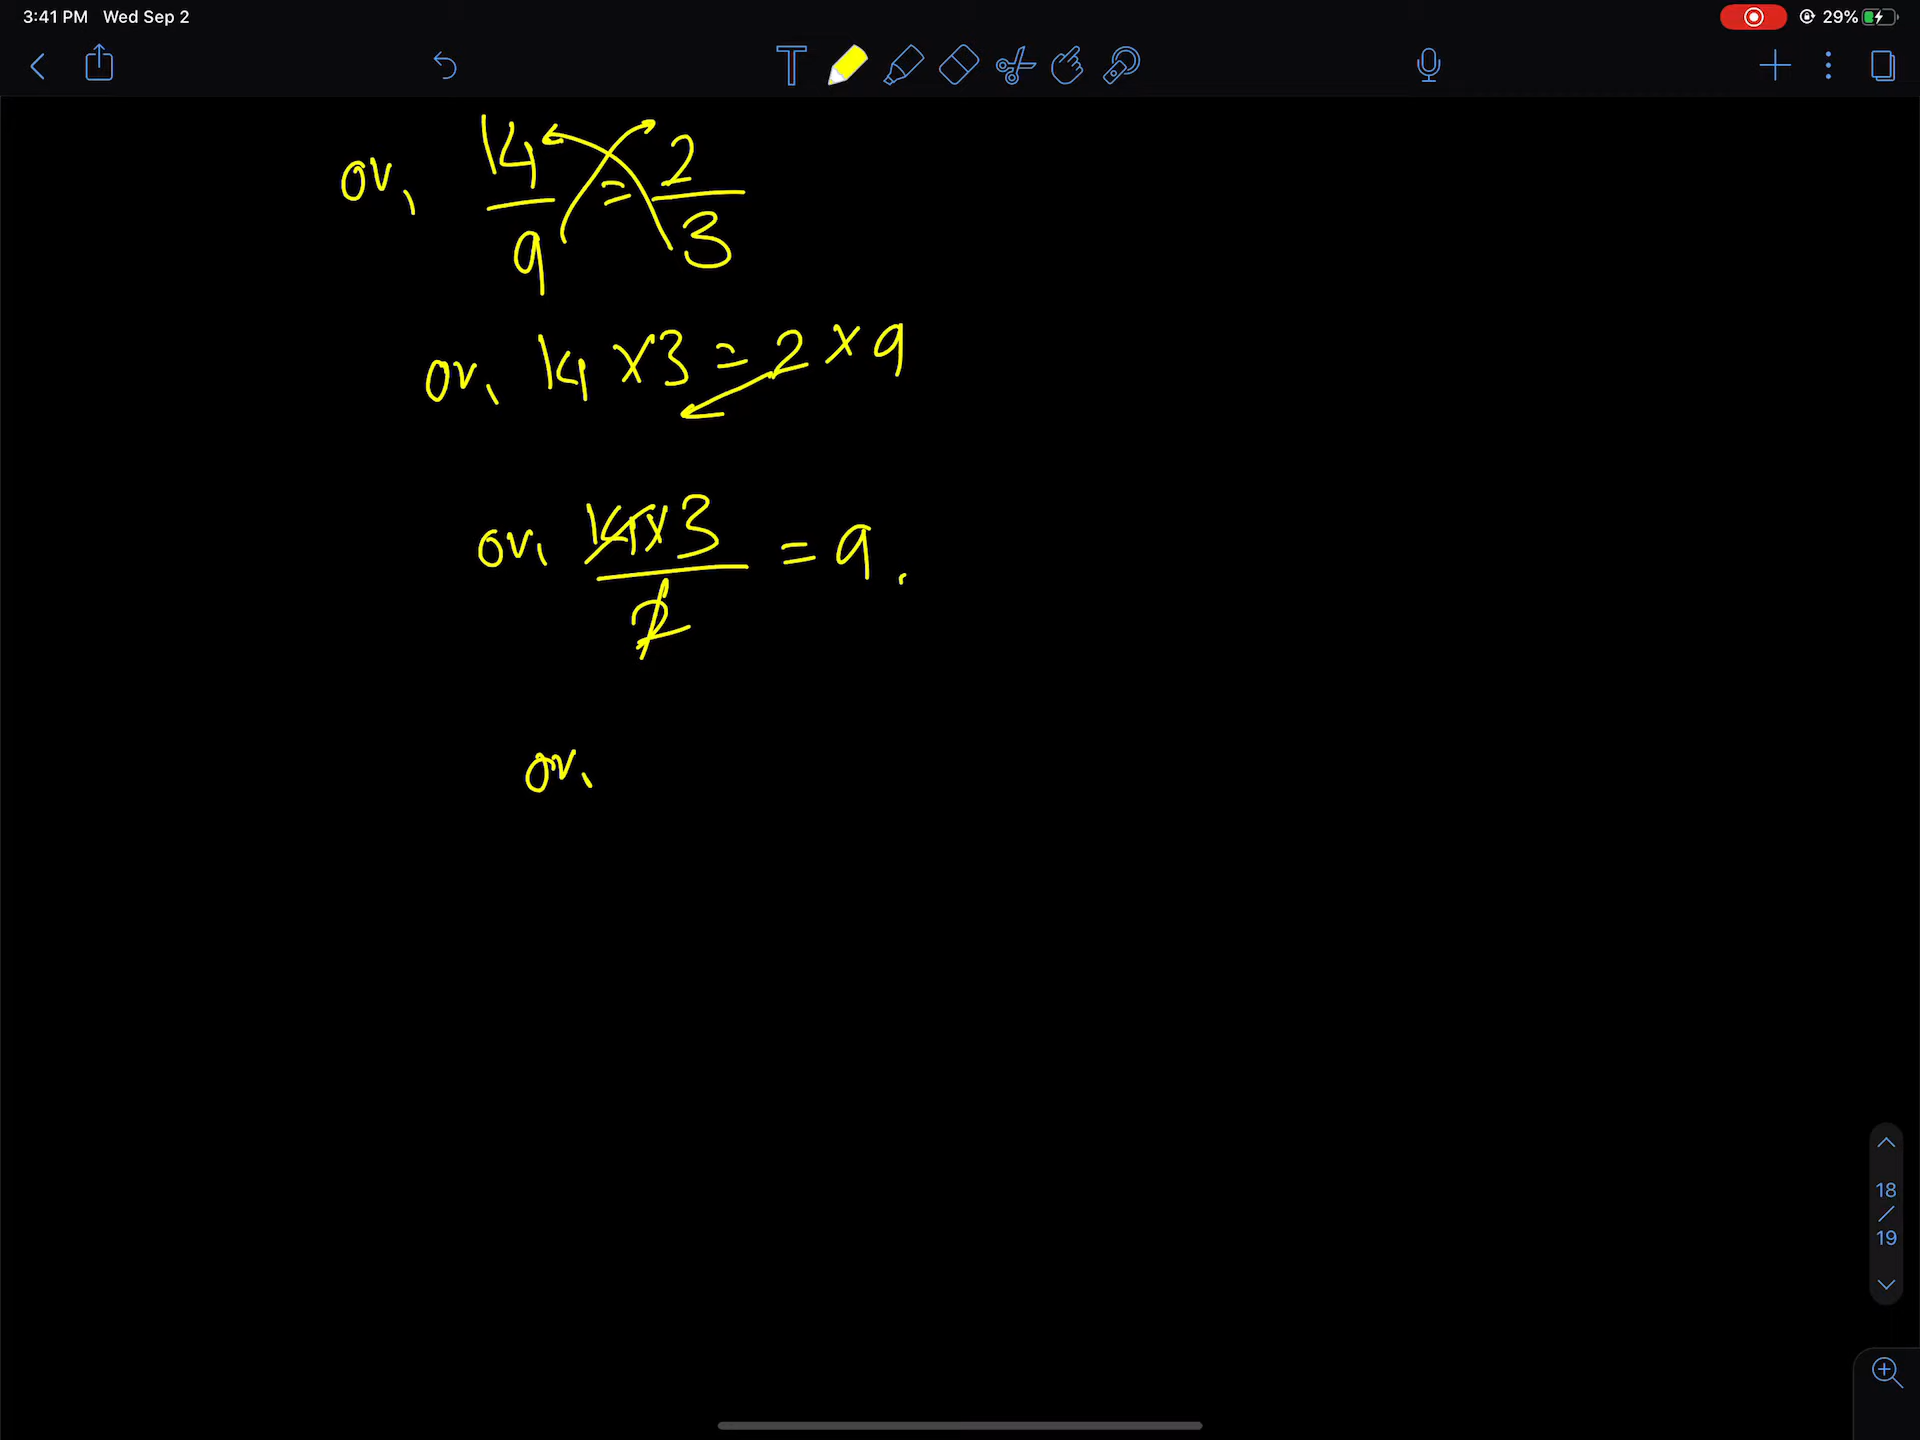 3:41 PM Wed Sep 2 29%
T
or, 14/9 = 2/3
or, 14 × 3 = 2 × 9
or, 14×3/2 = 9.
or,
18
/
19